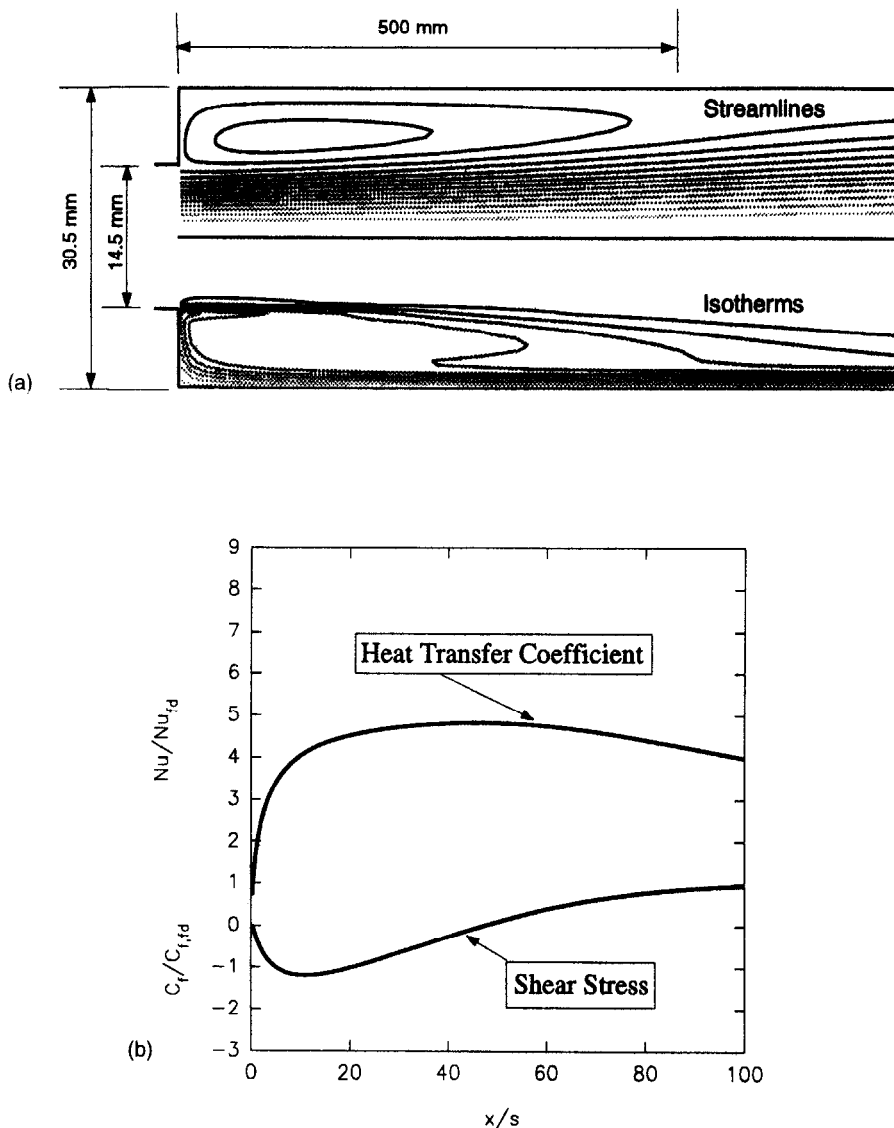 500 mm
Streamlines
30.5 mm
14.5 mm
Isotherms
(a)
9
8
7
6
5
4
3
2
1
0
−1
−2
−3
Nu/Nu_fd
C_f/C_f,fd
Heat Transfer Coefficient
Shear Stress
(b)
0 20 40 60 80 100
x/s